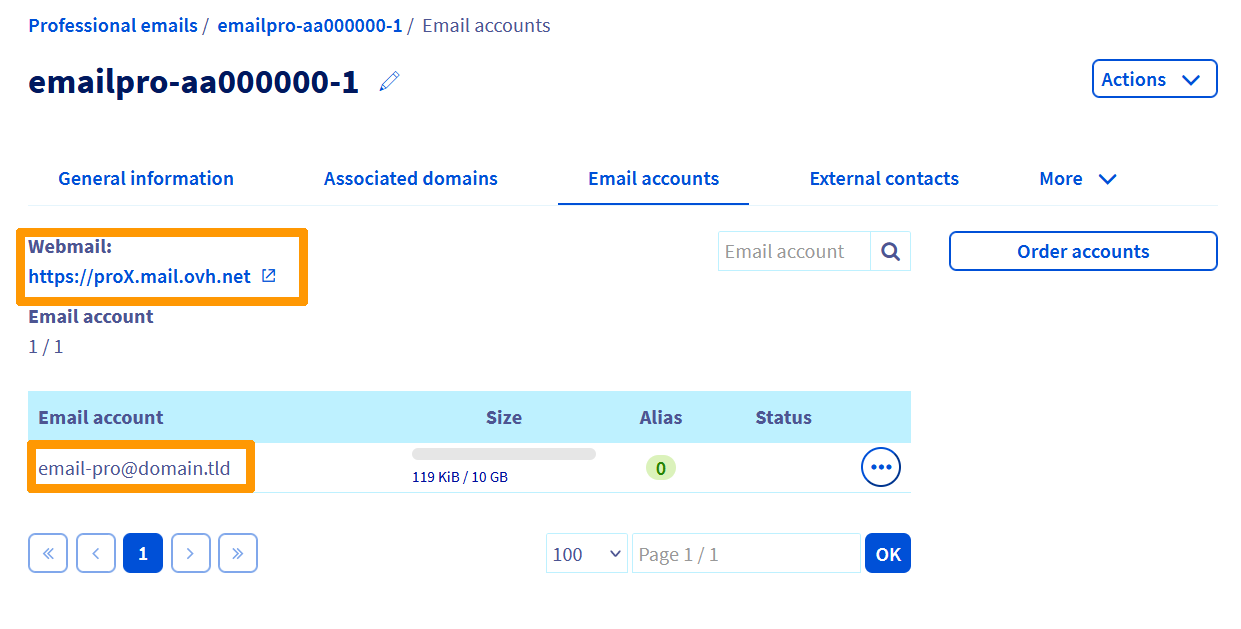 Professional emails / emailpro-aa000000-1 / Email accounts
emailpro-aa000000-1
Actions
General information Associated domains Email accounts External contacts More
Webmail:
https://proX.mail.ovh.net
Email account
Order accounts
Email account
1 / 1
Email account Size Alias Status
email-pro@domain.tld
119 KiB / 10 GB
0
« ‹ 1 › »
100
Page 1 / 1
OK